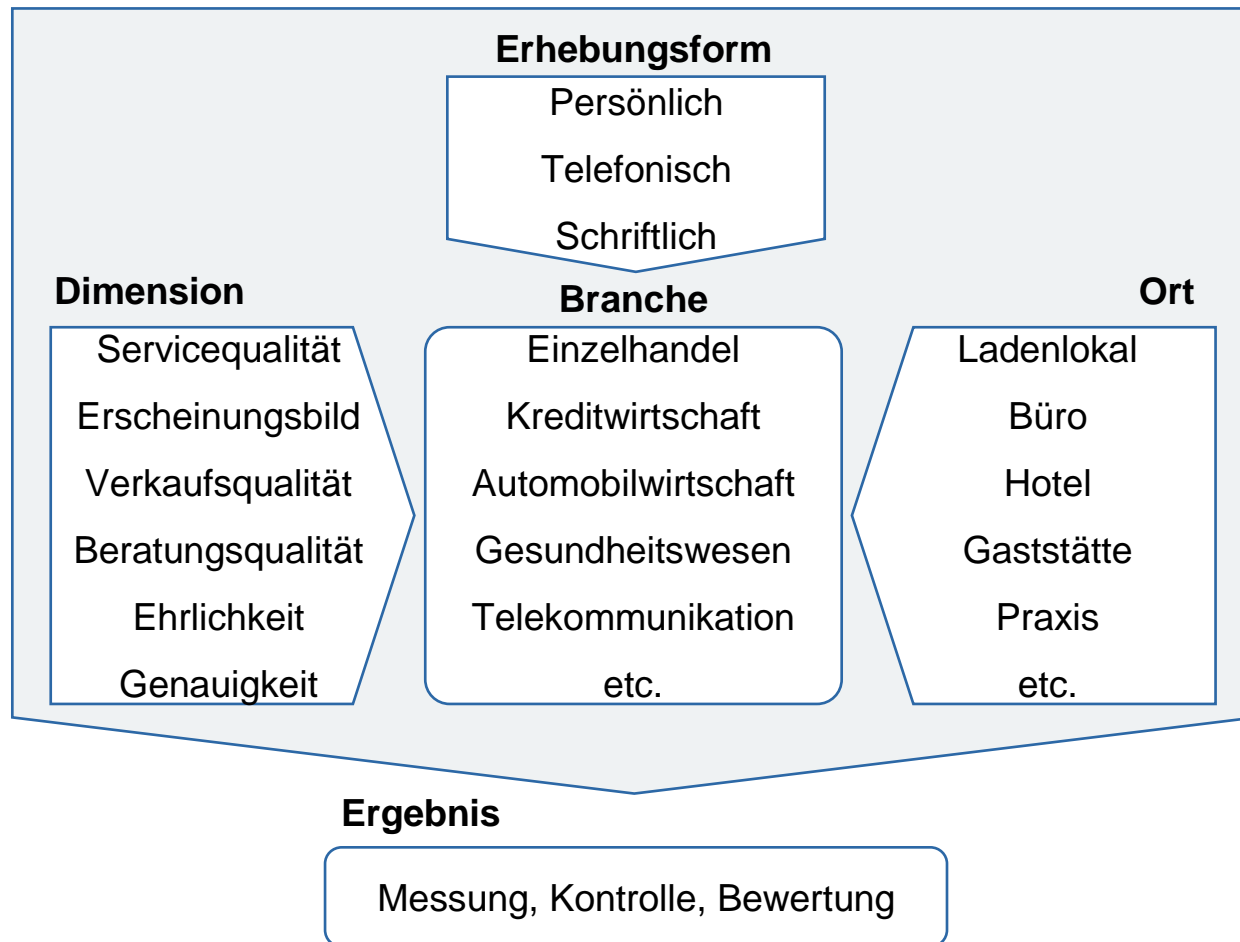 Erhebungsform
Persönlich
Telefonisch
Schriftlich
Dimension
Servicequalität
Erscheinungsbild
Verkaufsqualität
Beratungsqualität
Ehrlichkeit
Genauigkeit
Branche
Einzelhandel
Kreditwirtschaft
Automobilwirtschaft
Gesundheitswesen
Telekommunikation
etc.
Ort
Ladenlokal
Büro
Hotel
Gaststätte
Praxis
etc.
Ergebnis
Messung, Kontrolle, Bewertung